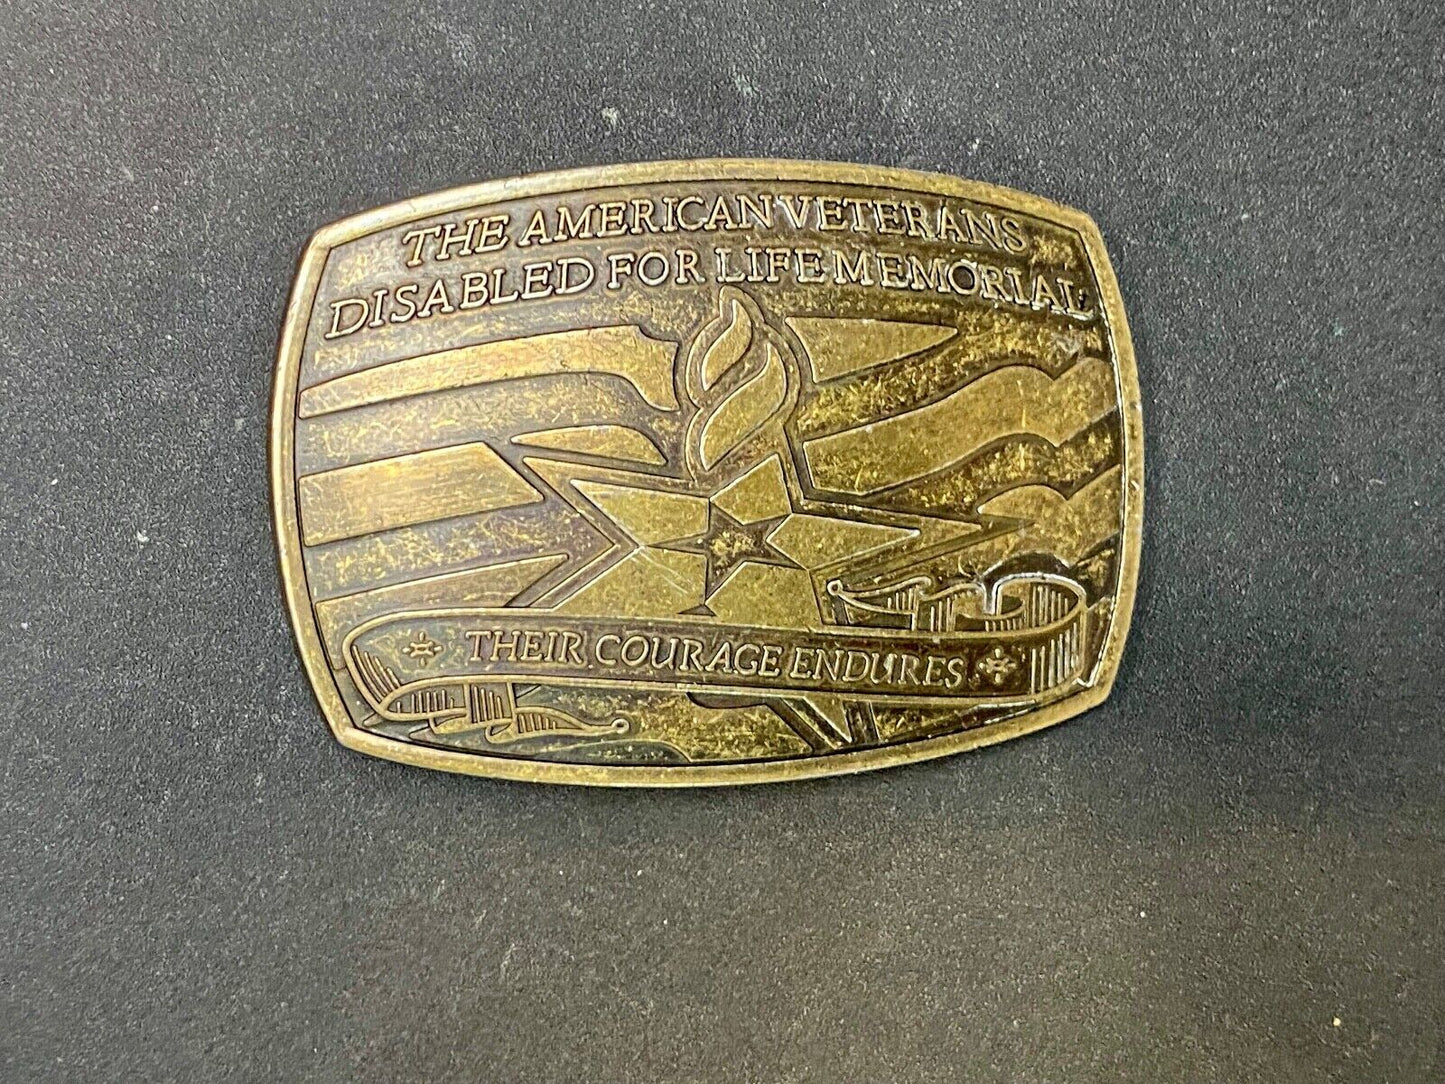 THE AMERICAN VETERANS
DISABLED FOR LIFE MEMORIAL
THEIR COURAGE ENDURES